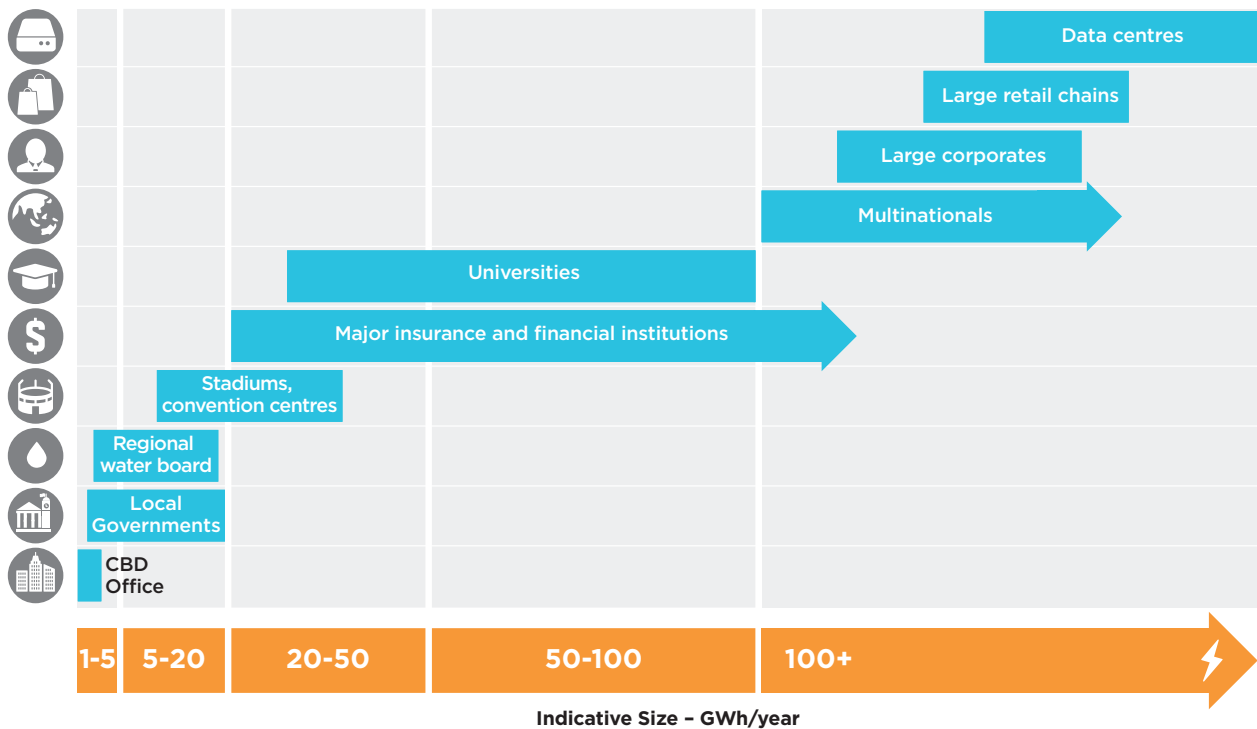 Data centres
Large retail chains
Large corporates
Multinationals
Universities
$
Major insurance and financial institutions
Stadiums,
convention centres
Regional
water board
Local
Governments
CBD
Office
1-5
5-20
20-50
50-100
100+
Indicative Size – GWh/year